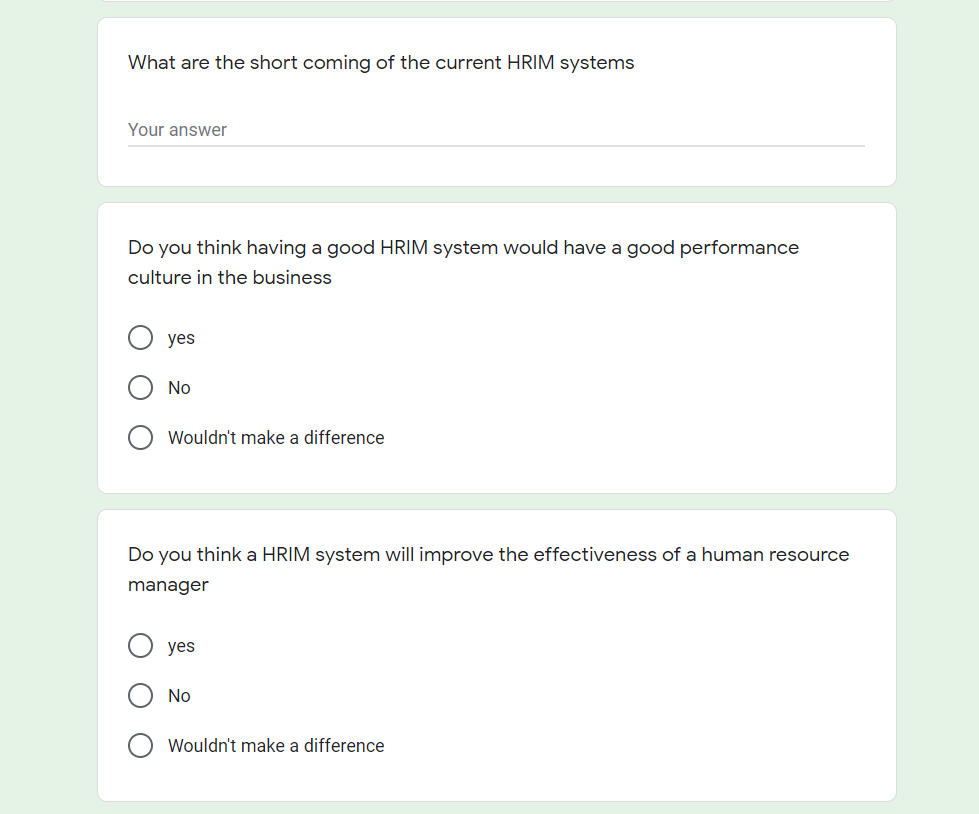 What are the short coming of the current HRIM systems
Your answer
Do you think having a good HRIM system would have a good performance
culture in the business
yes
No
Wouldn't make a difference
Do you think a HRIM system will improve the effectiveness of a human resource
manager
yes
No
Wouldn't make a difference